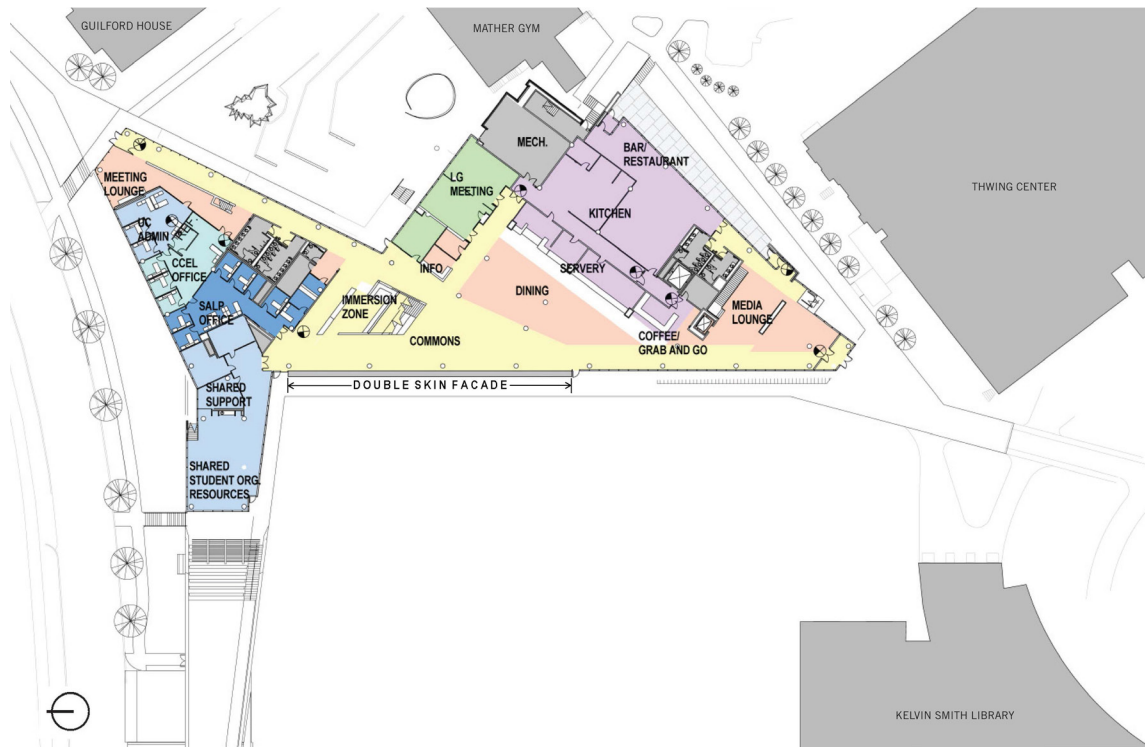 GUILFORD HOUSE
MATHER GYM
THWING CENTER
MECH.
BAR/
RESTAURANT
MEETING
LOUNGE
LG
MEETING
KITCHEN
UC
ADMIN
CCEL
OFFICE
INFO
SERVERY
DINING
SALP
OFFICE
IMMERSION
ZONE
MEDIA
LOUNGE
COMMONS
COFFEE/
GRAB AND GO
DOUBLE SKIN FACADE
SHARED
SUPPORT
SHARED
STUDENT ORG.
RESOURCES
KELVIN SMITH LIBRARY